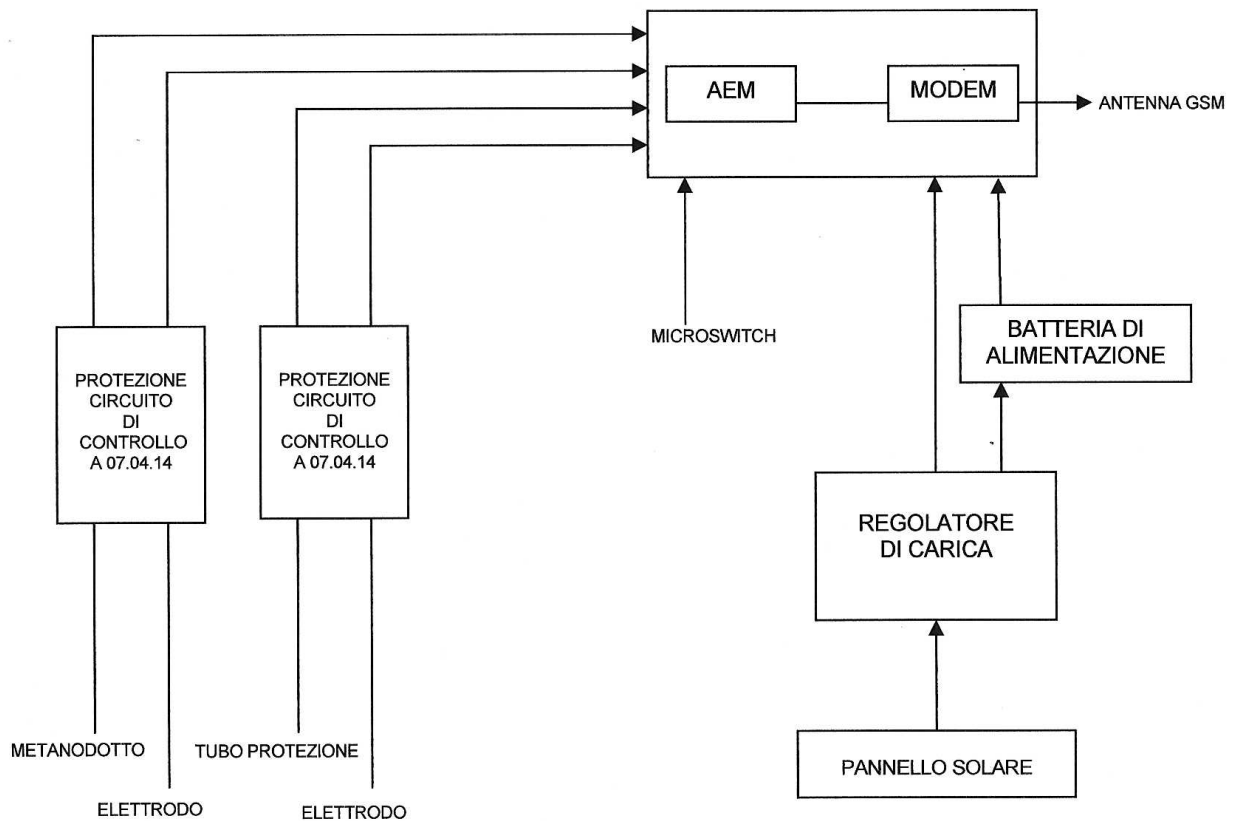 AEM
MODEM
ANTENNA GSM
MICROSWITCH
BATTERIA DI
ALIMENTAZIONE
PROTEZIONE
CIRCUITO
DI
CONTROLLO
A 07.04.14
PROTEZIONE
CIRCUITO
DI
CONTROLLO
A 07.04.14
REGOLATORE
DI CARICA
METANODOTTO
TUBO PROTEZIONE
PANNELLO SOLARE
ELETTRODO
ELETTRODO